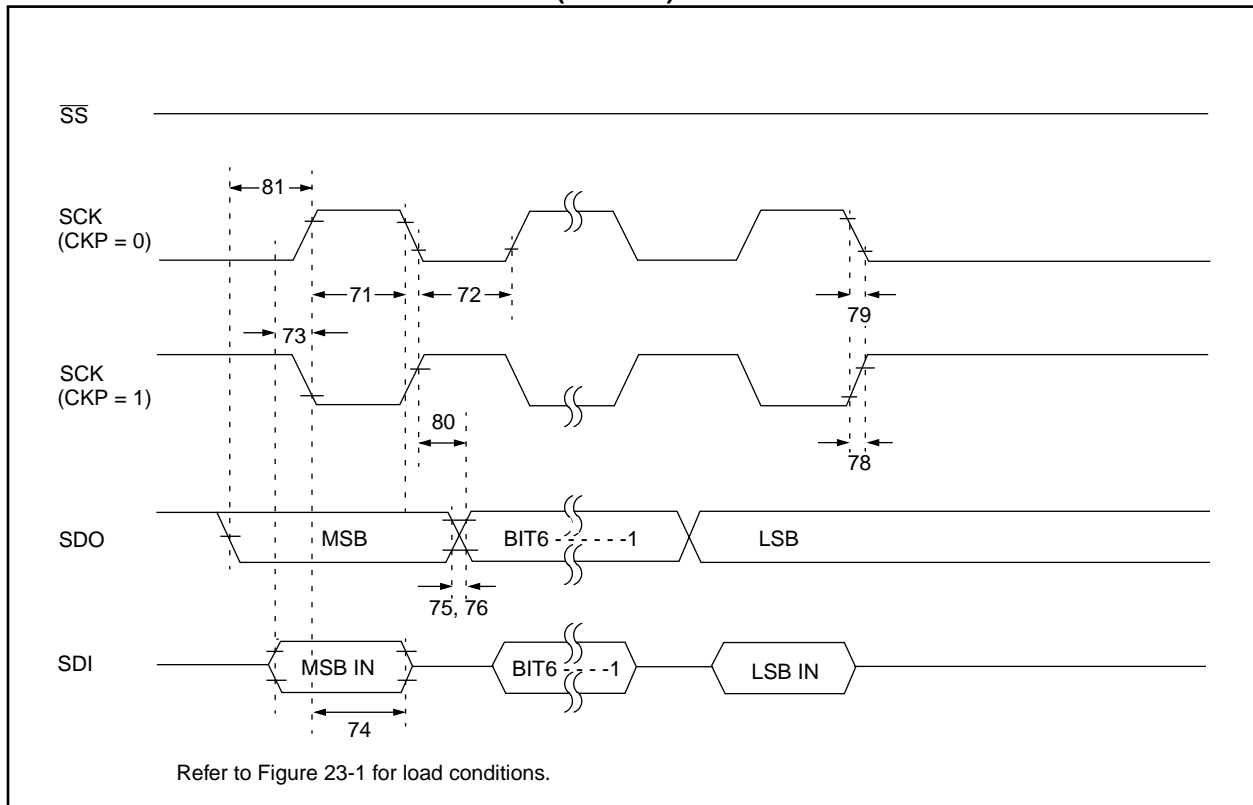 SS
81
SCK
(CKP = 0)
71
72
79
73
SCK
(CKP = 1)
80
78
SDO
MSB
BIT6 - - - - - -1
LSB
75, 76
SDI
MSB IN
BIT6 - - - -1
LSB IN
74
Refer to Figure 23-1 for load conditions.